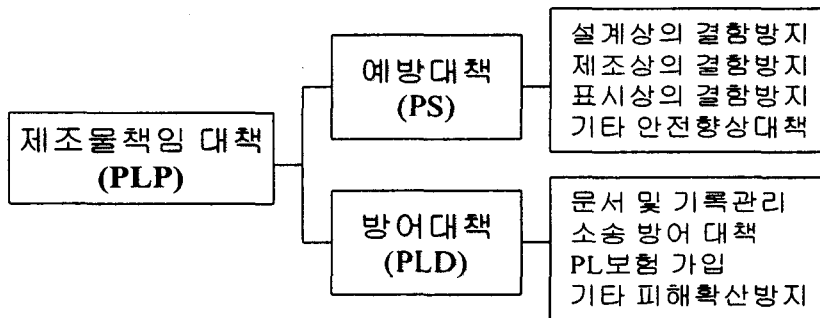 제조물책임 대책
(PLP)
예방대책
(PS)
설계상의 결함방지
제조상의 결함방지
표시상의 결함방지
기타 안전향상대책
방어대책
(PLD)
문서 및 기록관리
소송 방어 대책
PL보험 가입
기타 피해확산방지